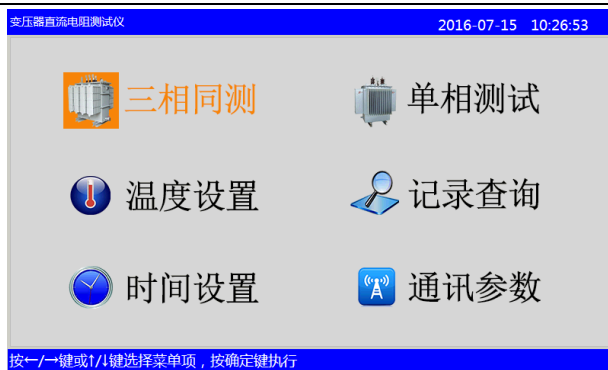 变压器直流电阻测试仪 2016-07-15 10:26:53
三相同测 单相测试
温度设置 记录查询
时间设置 通讯参数
按←/→键或↑/↓键选择菜单项，按确定键执行